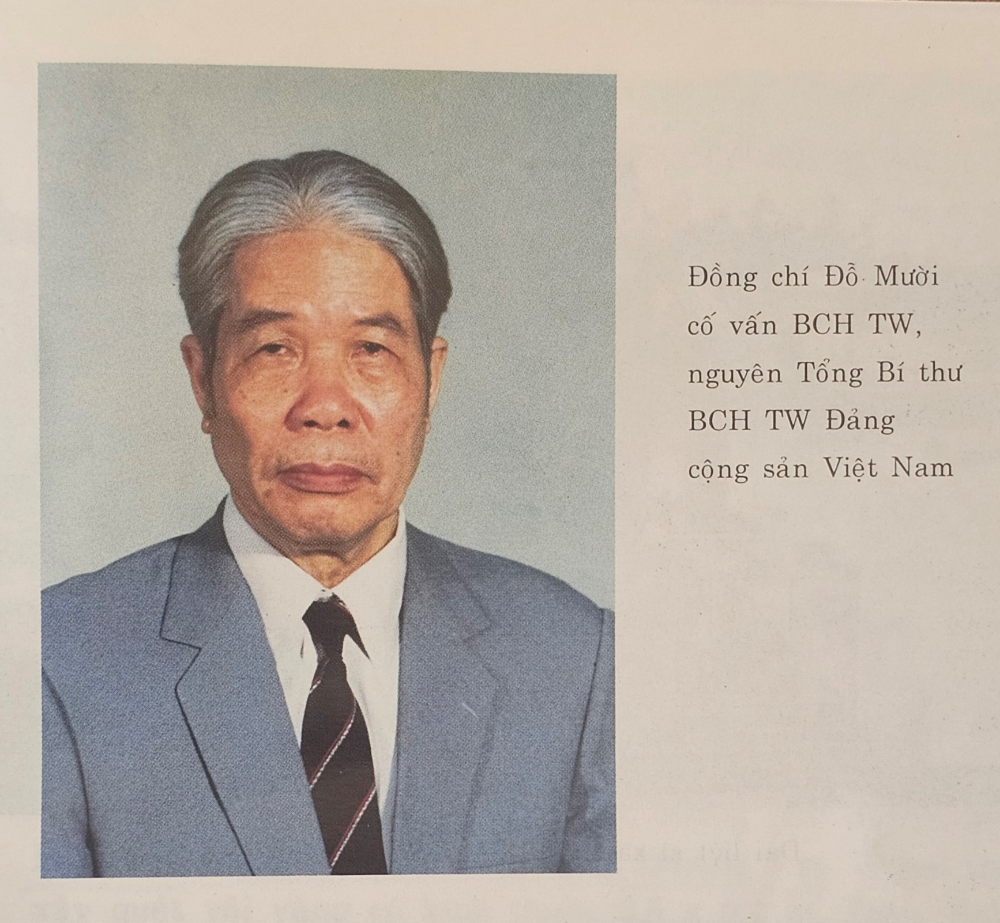 Đồng chí Đỗ Mười
cố vấn BCH TW,
nguyên Tổng Bí thư
BCH TW Đảng
cộng sản Việt Nam